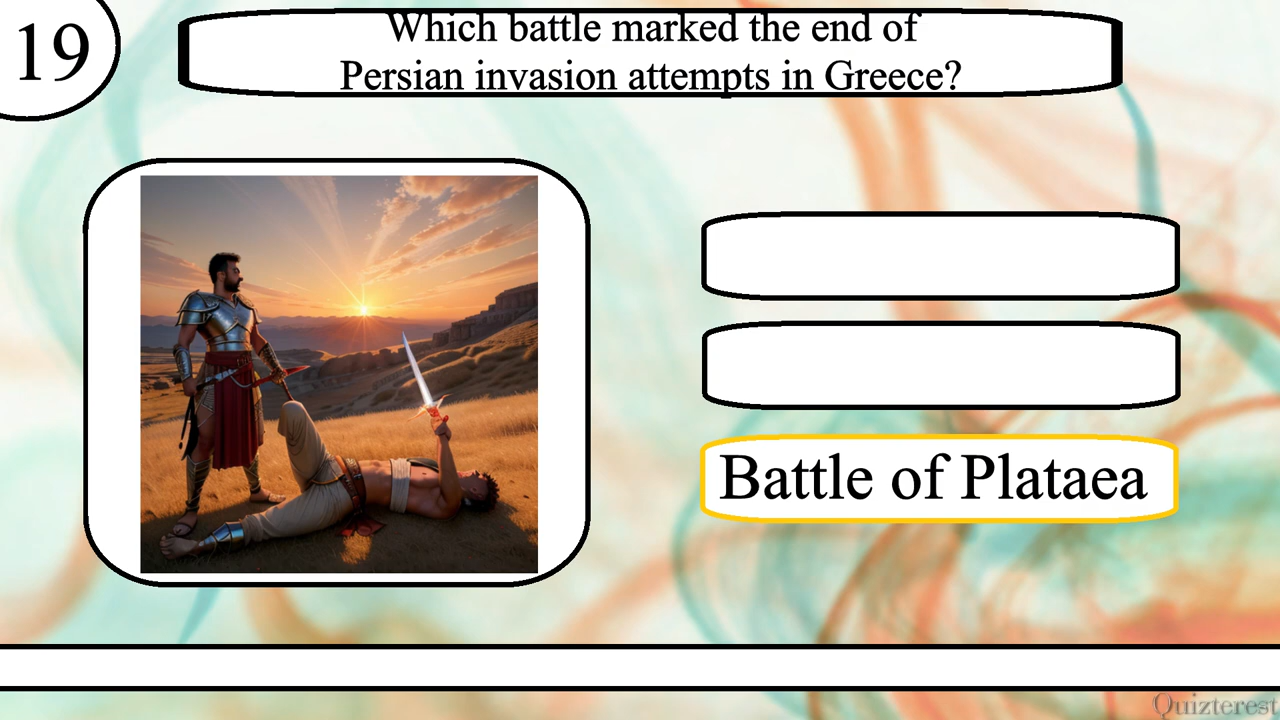 19
Which battle marked the end of
Persian invasion attempts in Greece?
Battle of Plataea
Quizterest